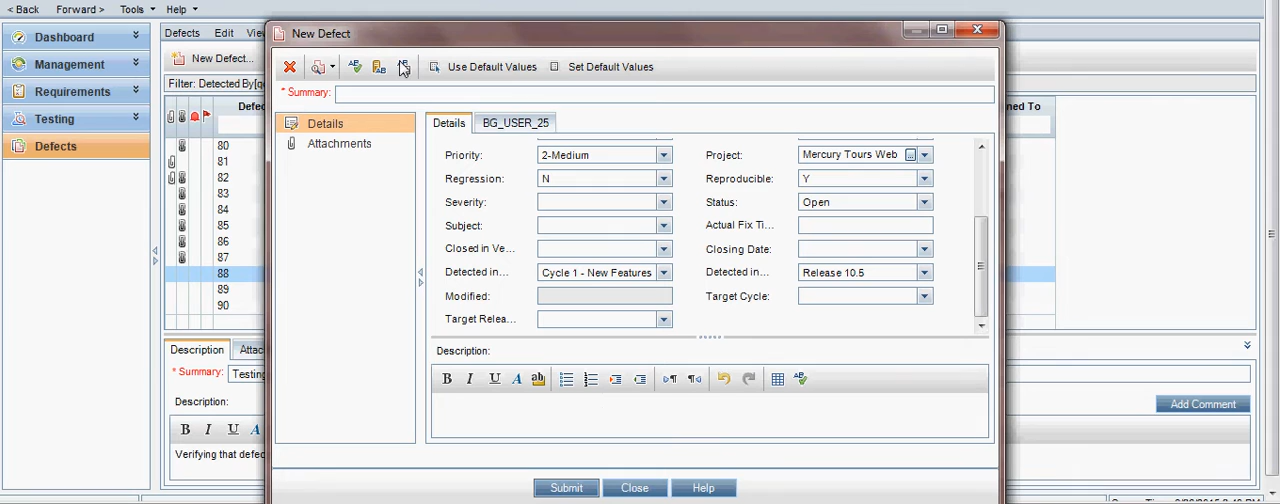 < Back Forward > Tools Help
Dashboard
Management
Requirements
Testing
Defects
Defects Edit
New Defect...
Filter: Detected By
80
81
82
83
84
85
86
87
88
89
90
Description
* Summary: Testing
Description:
B I U A
Verifying that
New Defect
Use Default Values Set Default Values
* Summary:
Details
Attachments
Details BG_USER_25
Priority: 2-Medium Project: Mercury Tours Web
Regression: N Reproducible: Y
Severity: Status: Open
Subject: Actual Fix Ti...
Closed in Ve... Closing Date:
Detected in... Cycle 1 - New Features Detected in... Release 10.5
Modified: Target Cycle:
Target Relea...
Description:
B I U A ab
Submit Close Help
To
Add Comment